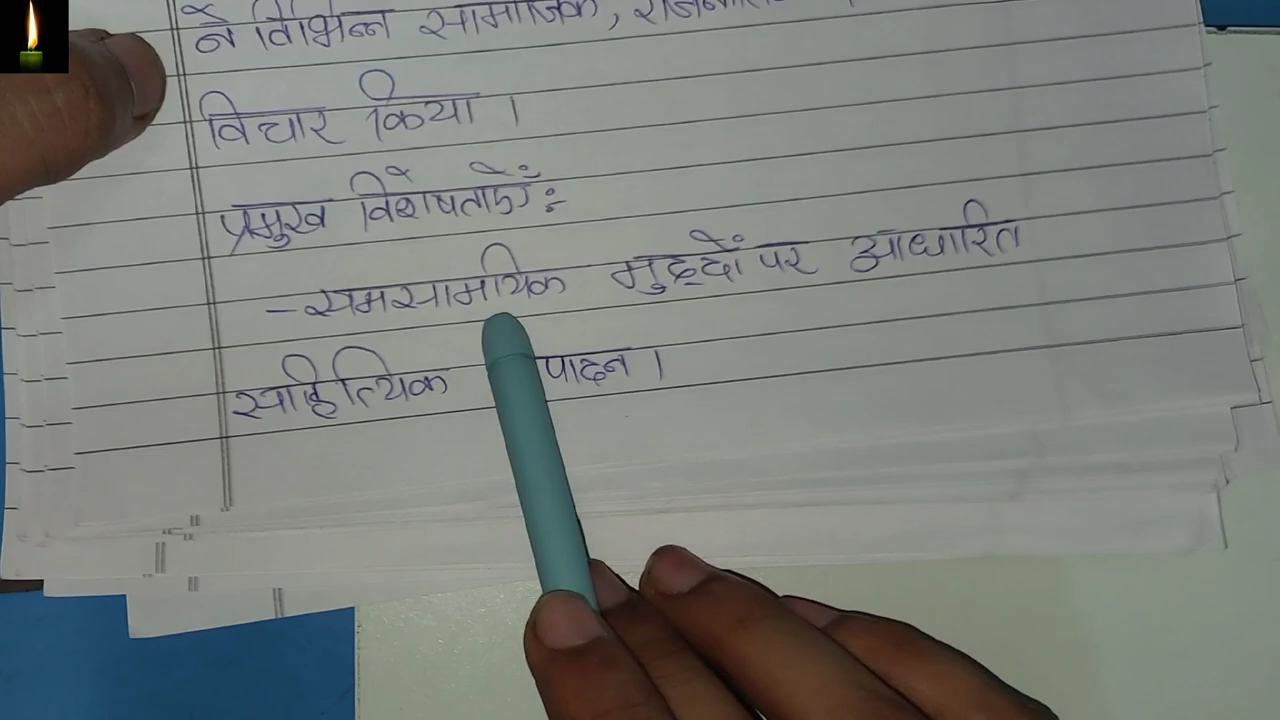 ने विभिन्न सामाजिक,
विचार किया।
प्रमुख विशेषताएँ:-
-समसामयिक मुद्दों पर आधारित
साहित्यिक पादन।